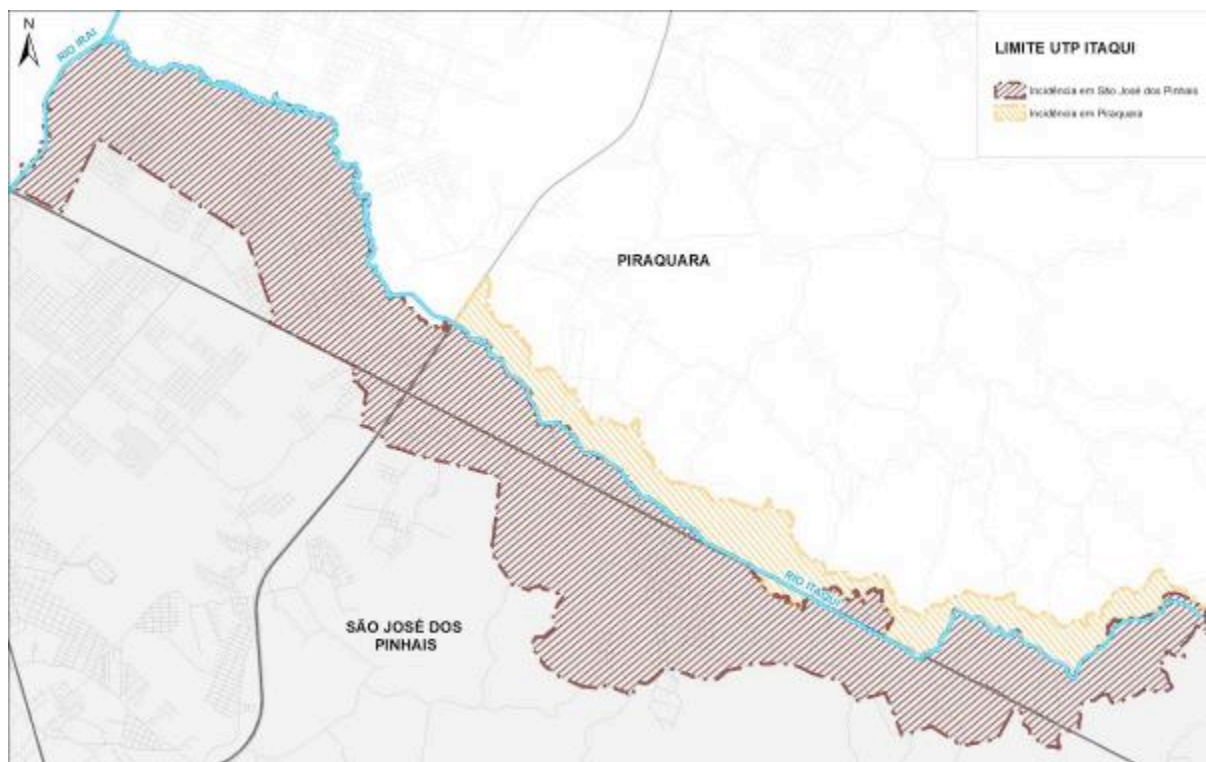 N
RIO IRAI
LIMITE UTP ITAQUI
Incidência em São José dos Pinhais
Incidência em Piraquara
PIRAQUARA
RIO ITAQUI
SÃO JOSÉ DOS
PINHAIS